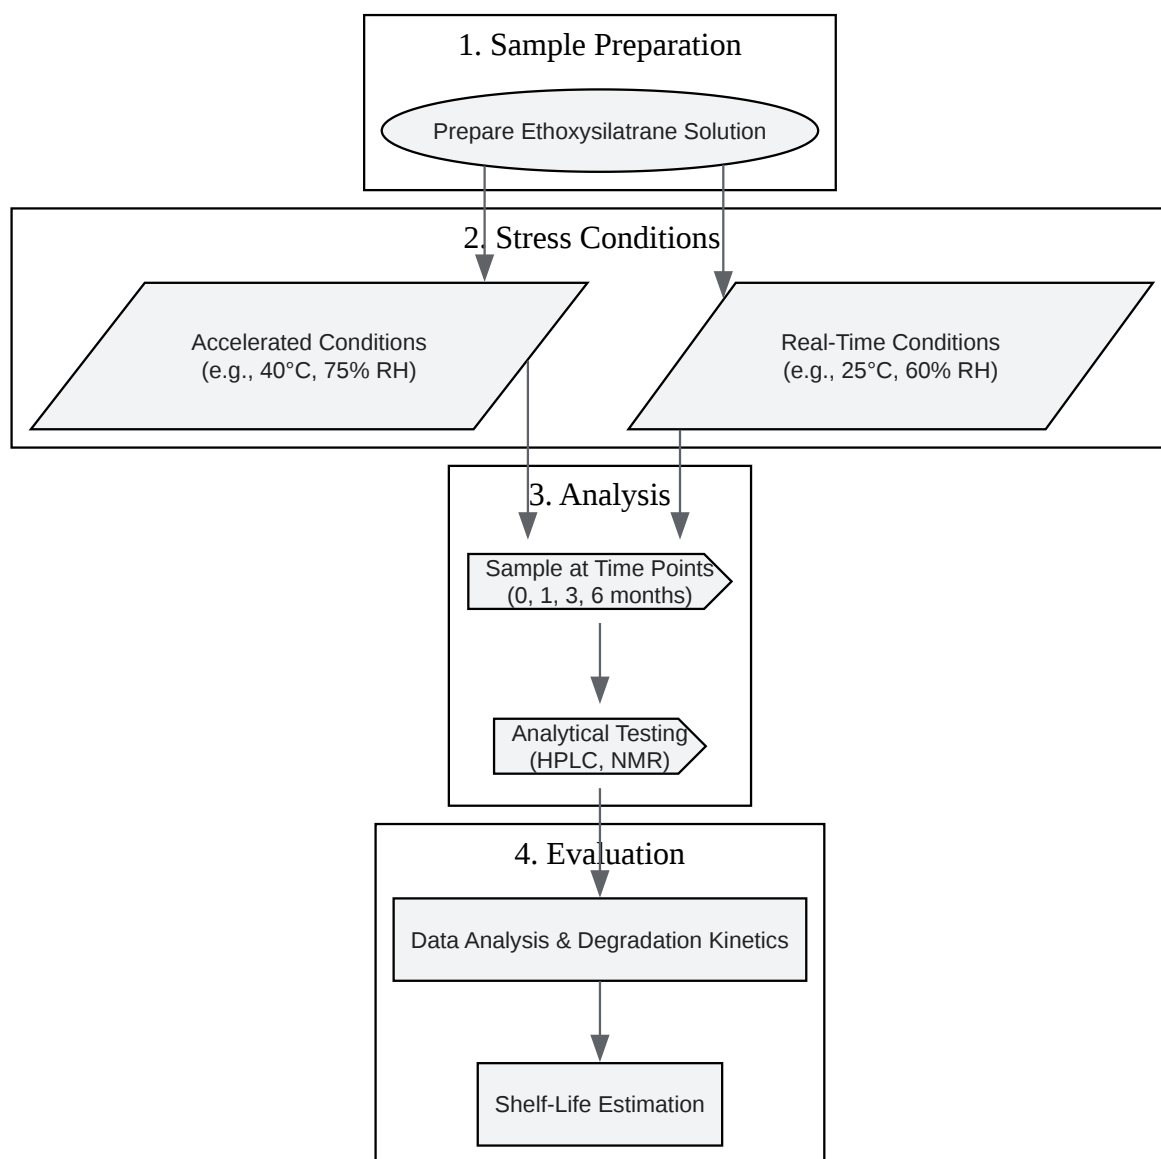 1. Sample Preparation
Prepare Ethoxysilatrane Solution
2. Stress Conditions
Accelerated Conditions
(e.g., 40°C, 75% RH)
Real-Time Conditions
(e.g., 25°C, 60% RH)
3. Analysis
Sample at Time Points
(0, 1, 3, 6 months)
Analytical Testing
(HPLC, NMR)
4. Evaluation
Data Analysis & Degradation Kinetics
Shelf-Life Estimation